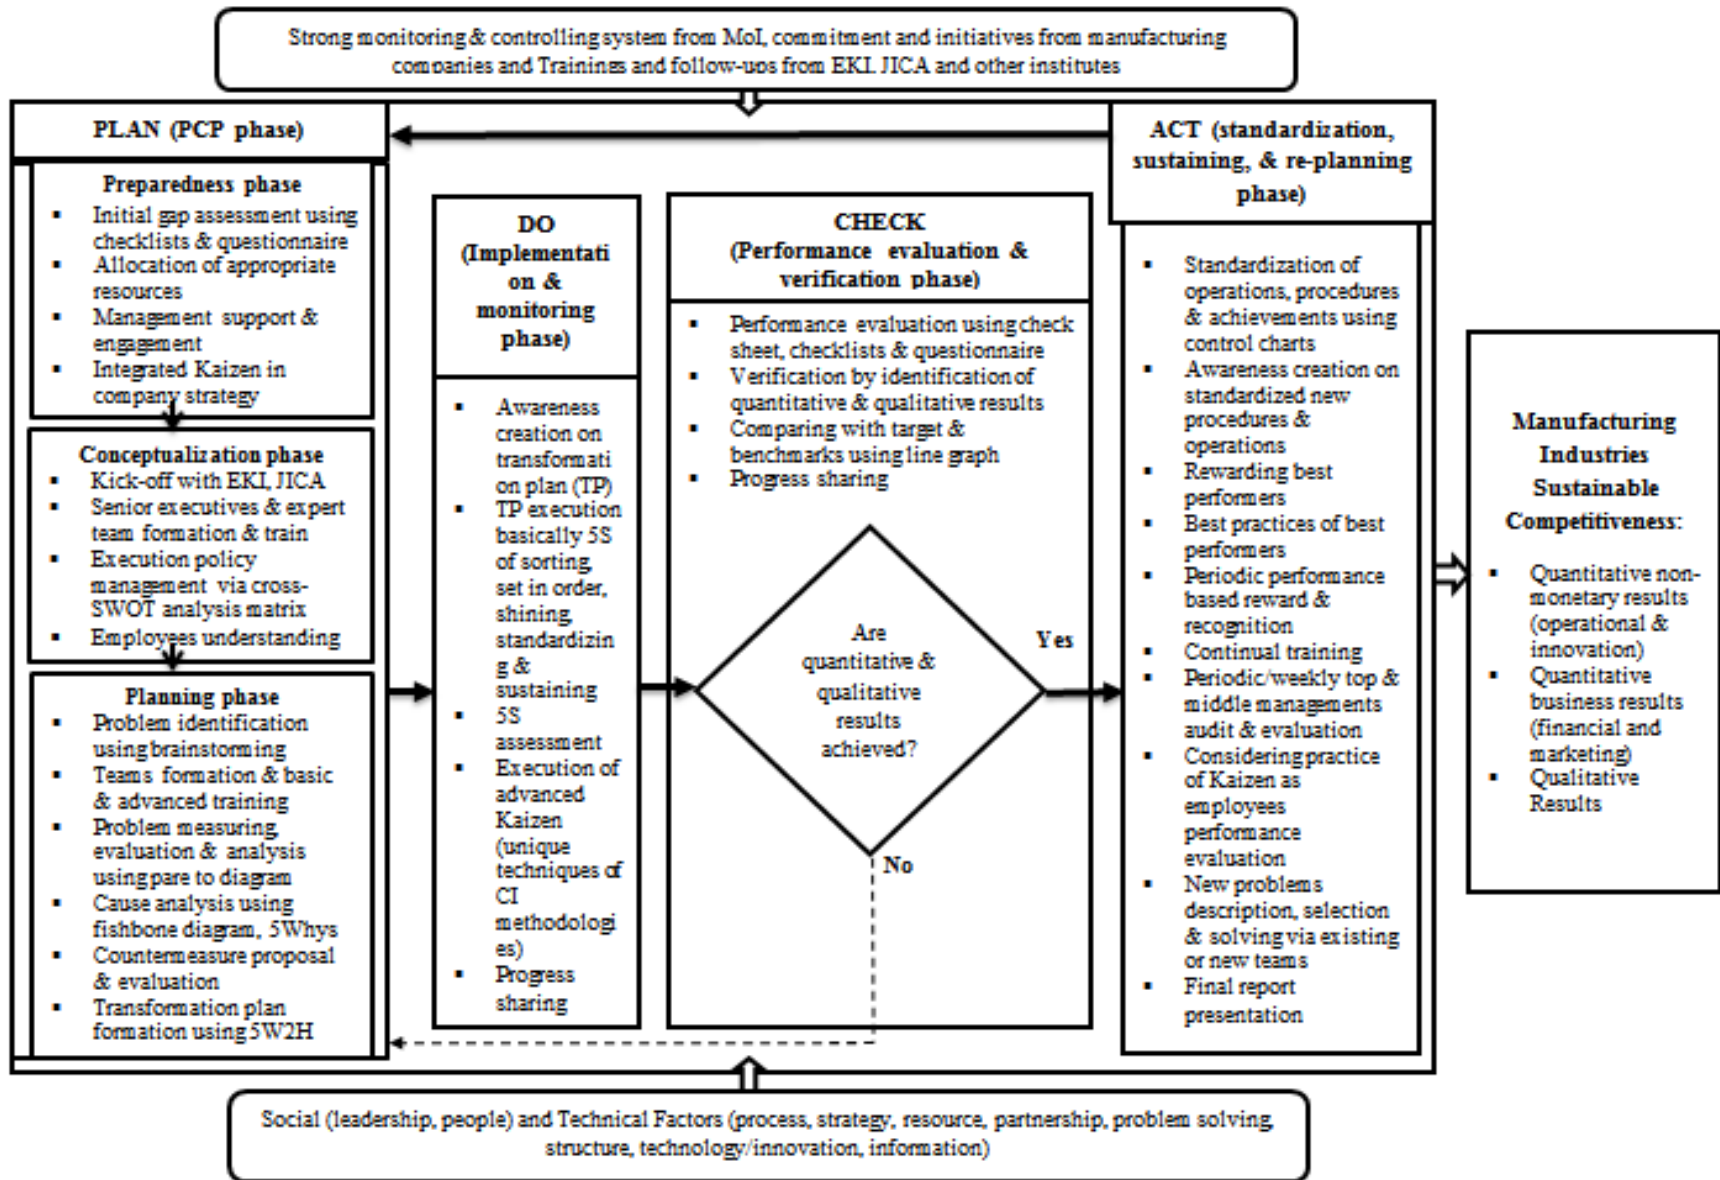 Strong monitoring & controlling system from MoI, commitment and initiatives from manufacturing
companies and Trainings and follow-ups from EKI. JICA and other institutes
PLAN (PCP phase)
Preparedness phase
▪ Initial gap assessment using
checklists & questionnaire
▪ Allocation of appropriate
resources
▪ Management support &
engagement
▪ Integrated Kaizen in
company strategy
Conceptualization phase
▪ Kick-off with EKI, JICA
▪ Senior executives & expert
team formation & train
▪ Execution policy
management via cross-
SWOT analysis matrix
▪ Employees understanding
Planning phase
▪ Problem identification
using brainstorming
▪ Teams formation & basic
& advanced training
▪ Problem measuring,
evaluation & analysis
using pare to diagram
▪ Cause analysis using
fishbone diagram, 5Whys
▪ Countermeasure proposal
& evaluation
▪ Transformation plan
formation using 5W2H
DO
(Implementati
on &
monitoring
phase)
▪ Awareness
creation on
transformati
on plan (TP)
▪ TP execution
basically 5S
of sorting,
set in order,
shining,
standardizin
g &
sustaining
▪ 5S
assessment
▪ Execution of
advanced
Kaizen
(unique
techniques of
CI
methodologi
es)
▪ Progress
sharing
CHECK
(Performance evaluation &
verification phase)
▪ Performance evaluation using check
sheet, checklists & questionnaire
▪ Verification by identification of
quantitative & qualitative results
▪ Comparing with target &
benchmarks using line graph
▪ Progress sharing
Are
quantitative &
qualitative
results
achieved?
Yes
No
ACT (standardization,
sustaining, & re-planning
phase)
▪ Standardization of
operations, procedures
& achievements using
control charts
▪ Awareness creation on
standardized new
procedures &
operations
▪ Rewarding best
performers
▪ Best practices of best
performers
▪ Periodic performance
based reward &
recognition
▪ Continual training
▪ Periodic/weekly top &
middle managements
audit & evaluation
▪ Considering practice
of Kaizen as
employees
performance
evaluation
▪ New problems
description, selection
& solving via existing
or new teams
▪ Final report
presentation
Manufacturing
Industries
Sustainable
Competitiveness:
▪ Quantitative non-
monetary results
(operational &
innovation)
▪ Quantitative
business results
(financial and
marketing)
▪ Qualitative
Results
Social (leadership, people) and Technical Factors (process, strategy, resource, partnership, problem solving,
structure, technology/innovation, information)